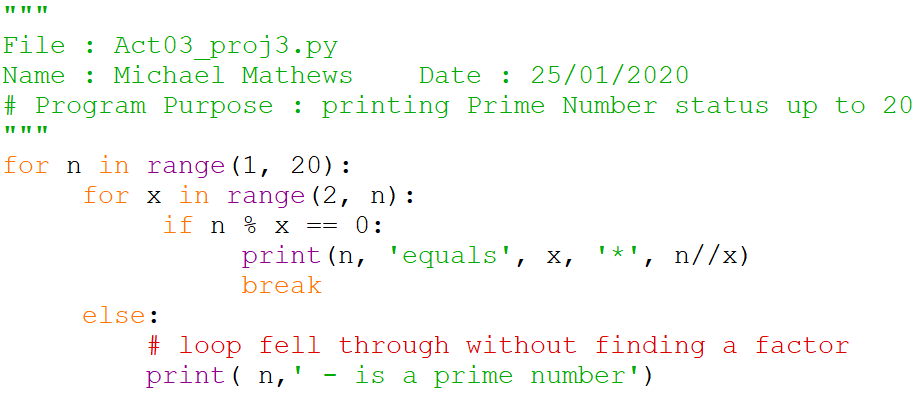 """
File : Act03_proj3.py
Name : Michael Mathews    Date : 25/01/2020
# Program Purpose : printing Prime Number status up to 20
"""
for n in range(1, 20):
     for x in range(2, n):
          if n % x == 0:
               print(n, 'equals', x, '*', n//x)
               break
     else:
         # loop fell through without finding a factor
         print( n,' - is a prime number')